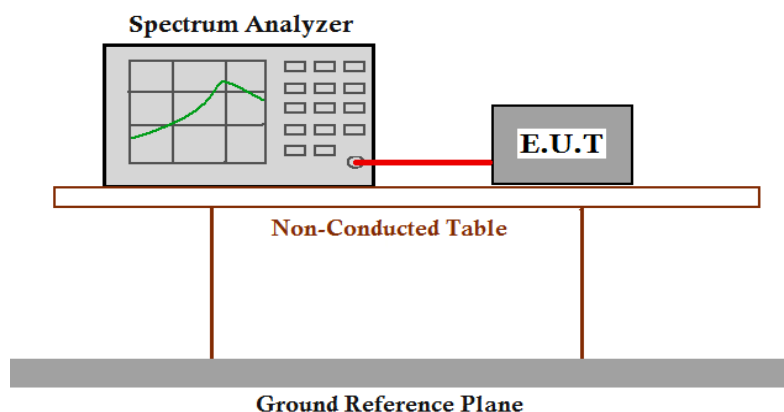 Spectrum Analyzer
E.U.T
Non-Conducted Table
Ground Reference Plane